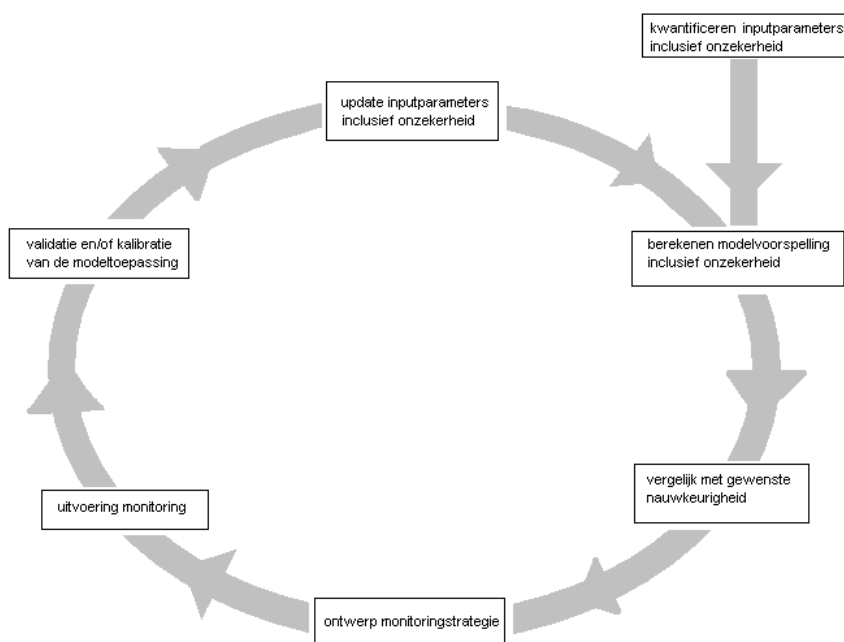 kwantificeren inputparameters
inclusief onzekerheid
update inputparameters
inclusief onzekerheid
validatie en/of kalibratie
van de modeltoepassing
berekenen modelvoorspelling
inclusief onzekerheid
vergelijk met gewenste
nauwkeurigheid
uitvoering monitoring
ontwerp monitoringstrategie